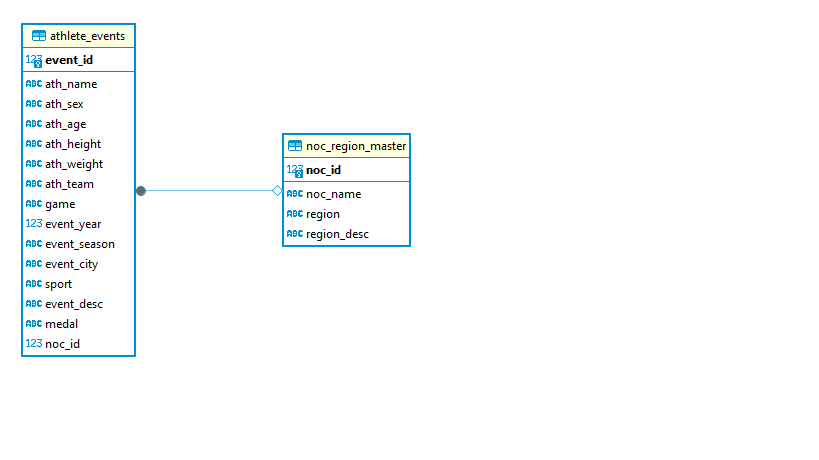 athlete_events
123 event_id
ABC ath_name
ABC ath_sex
ABC ath_age
ABC ath_height
ABC ath_weight
ABC ath_team
ABC game
123 event_year
ABC event_season
ABC event_city
ABC sport
ABC event_desc
ABC medal
123 noc_id
noc_region_master
123 noc_id
ABC noc_name
ABC region
ABC region_desc